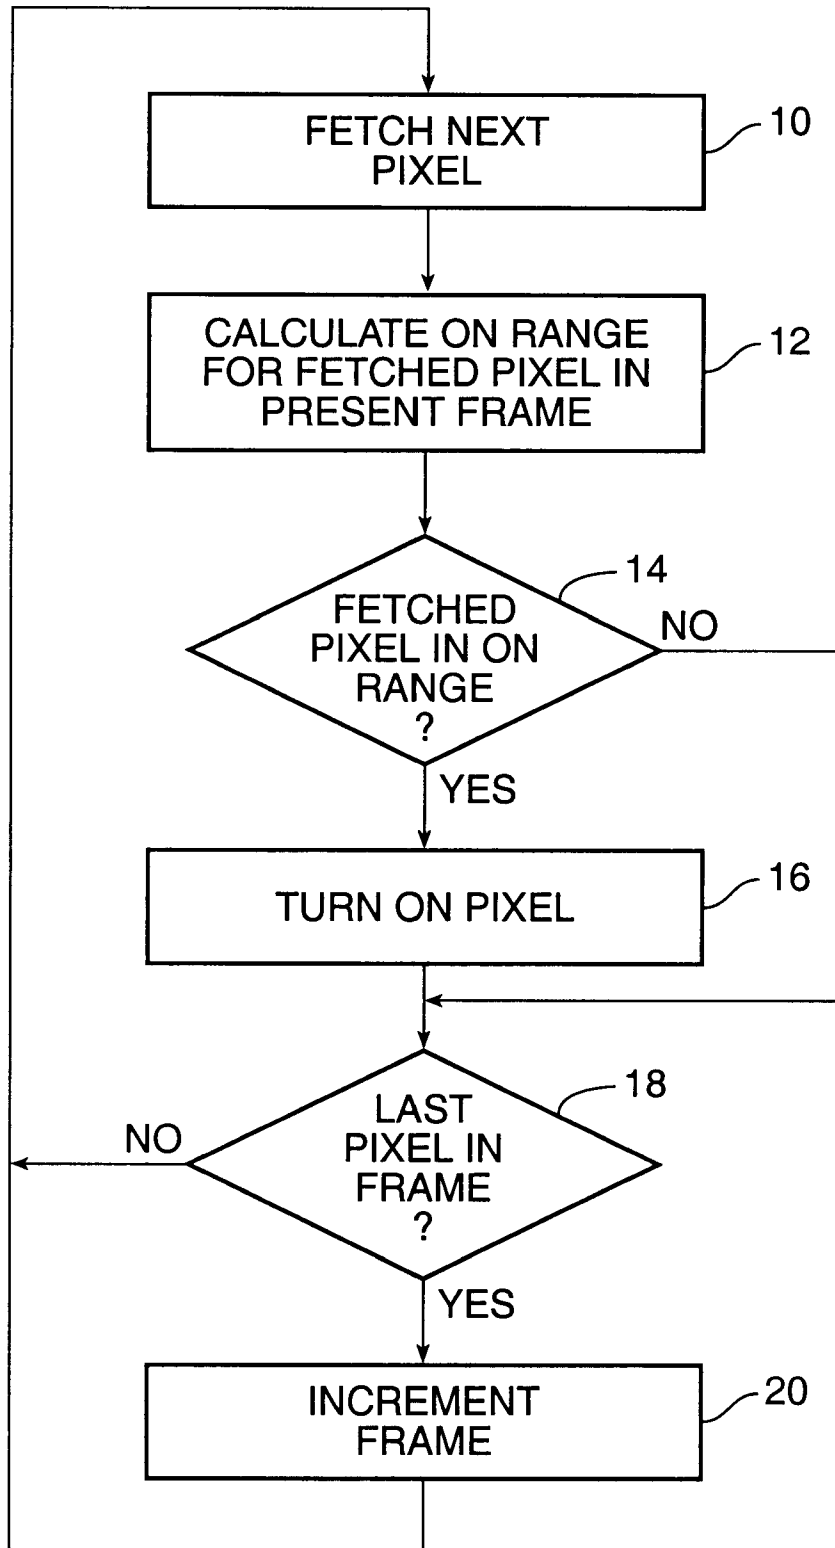 FETCH NEXT
PIXEL
10
CALCULATE ON RANGE
FOR FETCHED PIXEL IN
PRESENT FRAME
12
14
FETCHED
PIXEL IN ON
RANGE
?
NO
YES
TURN ON PIXEL
16
18
LAST
PIXEL IN
FRAME
?
NO
YES
INCREMENT
FRAME
20